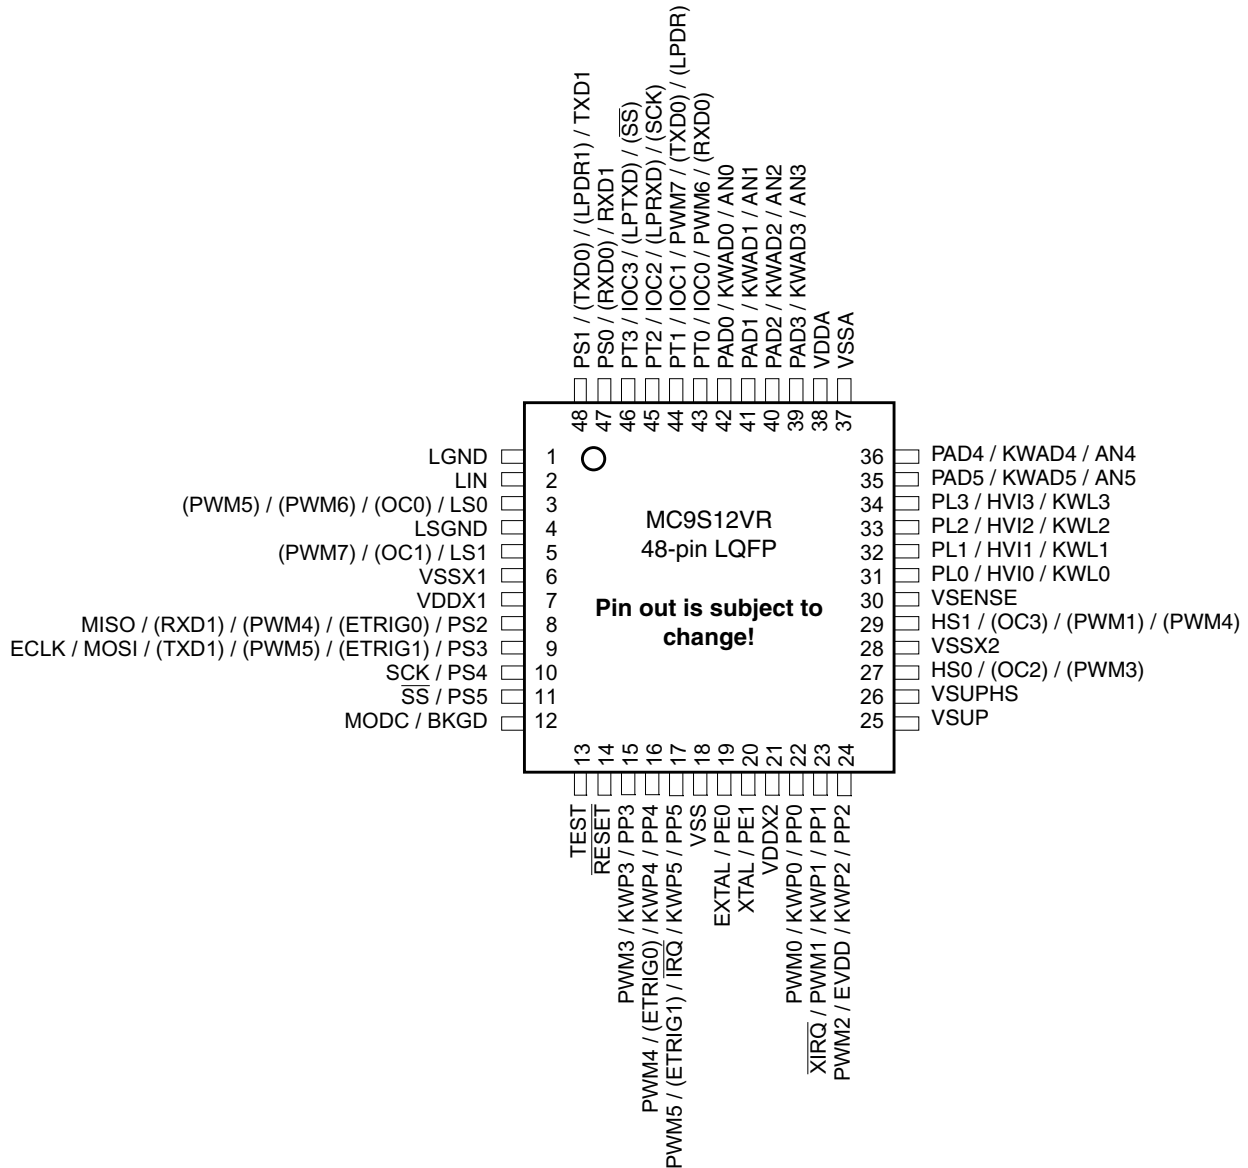 PS1 / (TXD0) / (LPDR1) / TXD1
PS0 / (RXD0) / RXD1
PT3 / IOC3 / (LPTXD) / (SS)
PT2 / IOC2 / (LPRXD) / (SCK)
PT1 / IOC1 / PWM7 / (TXD0) / (LPDR)
PT0 / IOC0 / PWM6 / (RXD0)
PAD0 / KWAD0 / AN0
PAD1 / KWAD1 / AN1
PAD2 / KWAD2 / AN2
PAD3 / KWAD3 / AN3
VDDA
VSSA
48 47 46 45 44 43 42 41 40 39 38 37
LGND 1
LIN 2
(PWM5) / (PWM6) / (OC0) / LS0 3
LSGND 4
(PWM7) / (OC1) / LS1 5
VSSX1 6
VDDX1 7
MISO / (RXD1) / (PWM4) / (ETRIG0) / PS2 8
ECLK / MOSI / (TXD1) / (PWM5) / (ETRIG1) / PS3 9
SCK / PS4 10
SS / PS5 11
MODC / BKGD 12
MC9S12VR
48-pin LQFP
Pin out is subject to
change!
36 PAD4 / KWAD4 / AN4
35 PAD5 / KWAD5 / AN5
34 PL3 / HVI3 / KWL3
33 PL2 / HVI2 / KWL2
32 PL1 / HVI1 / KWL1
31 PL0 / HVI0 / KWL0
30 VSENSE
29 HS1 / (OC3) / (PWM1) / (PWM4)
28 VSSX2
27 HS0 / (OC2) / (PWM3)
26 VSUPHS
25 VSUP
13 14 15 16 17 18 19 20 21 22 23 24
TEST
RESET
PWM3 / KWP3 / PP3
PWM4 / (ETRIG0) / KWP4 / PP4
PWM5 / (ETRIG1) / IRQ / KWP5 / PP5
VSS
EXTAL / PE0
XTAL / PE1
VDDX2
PWM0 / KWP0 / PP0
XIRQ / PWM1 / KWP1 / PP1
PWM2 / EVDD / KWP2 / PP2